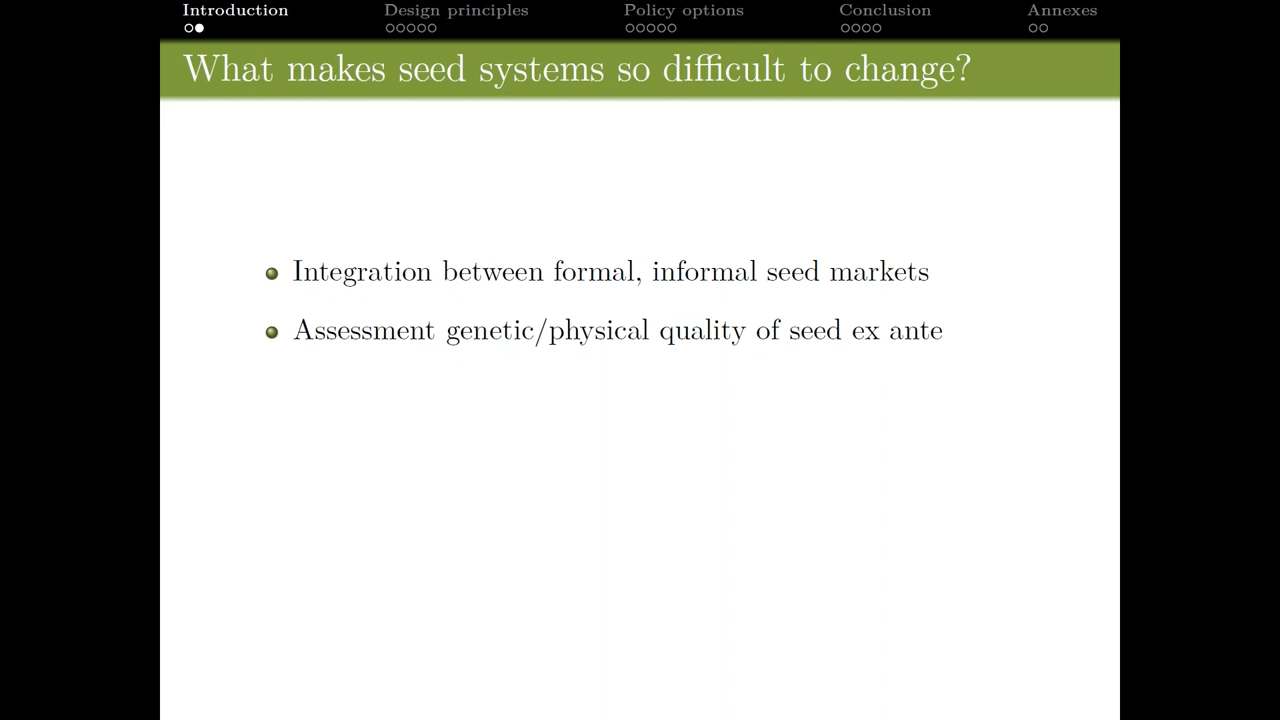 Introduction Design principles Policy options Conclusion Annexes
What makes seed systems so difficult to change?
Integration between formal, informal seed markets
Assessment genetic/physical quality of seed ex ante